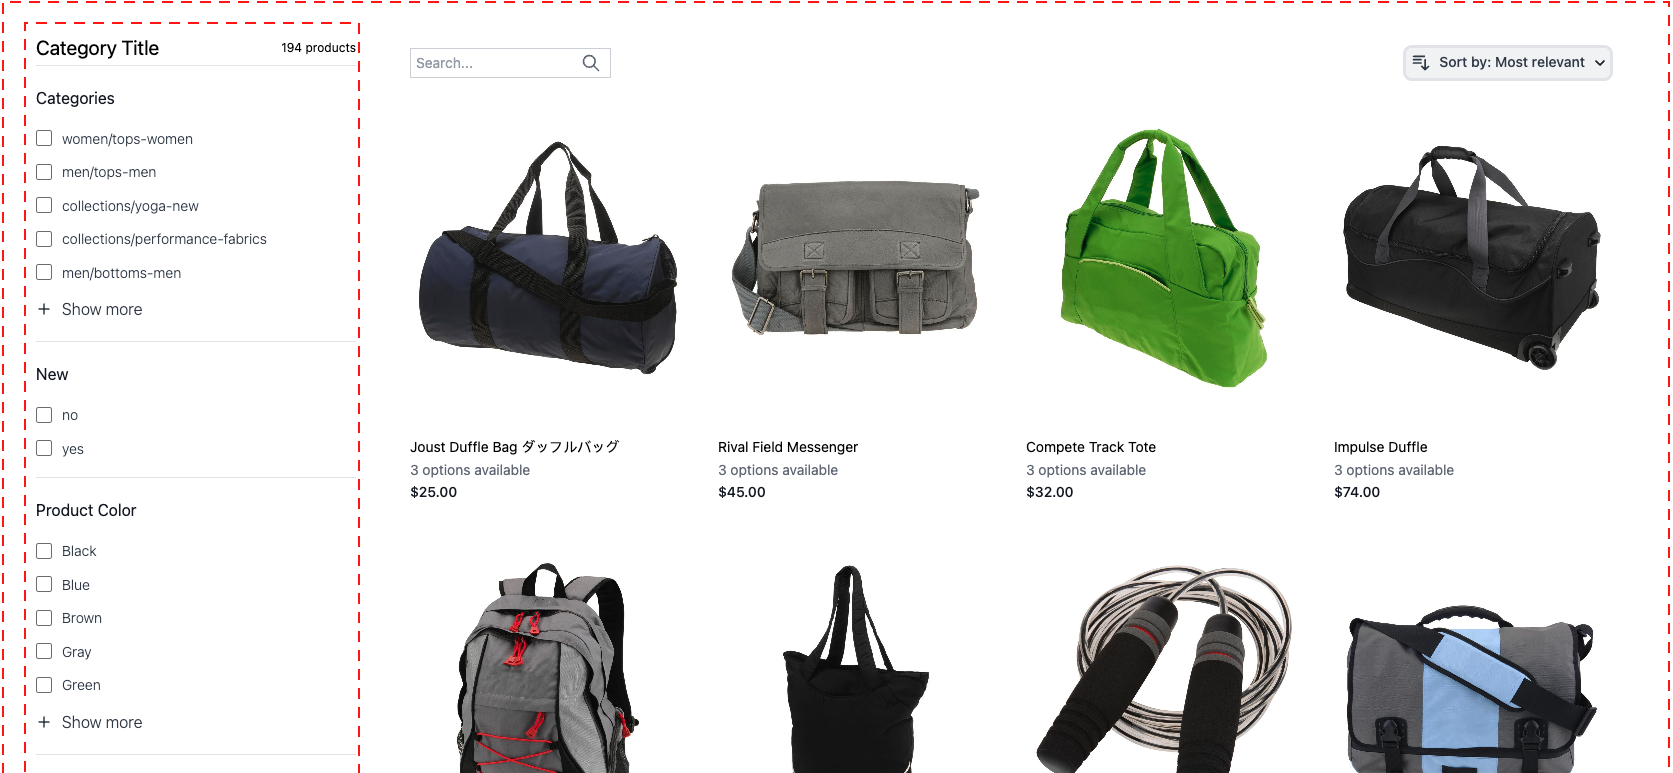 Category Title
194 products
Categories
women/tops-women
men/tops-men
collections/yoga-new
collections/performance-fabrics
men/bottoms-men
+ Show more
New
no
yes
Product Color
Black
Blue
Brown
Gray
Green
+ Show more
Search...
Sort by: Most relevant
Joust Duffle Bag ダッフルバッグ
3 options available
$25.00
Rival Field Messenger
3 options available
$45.00
Compete Track Tote
3 options available
$32.00
Impulse Duffle
3 options available
$74.00